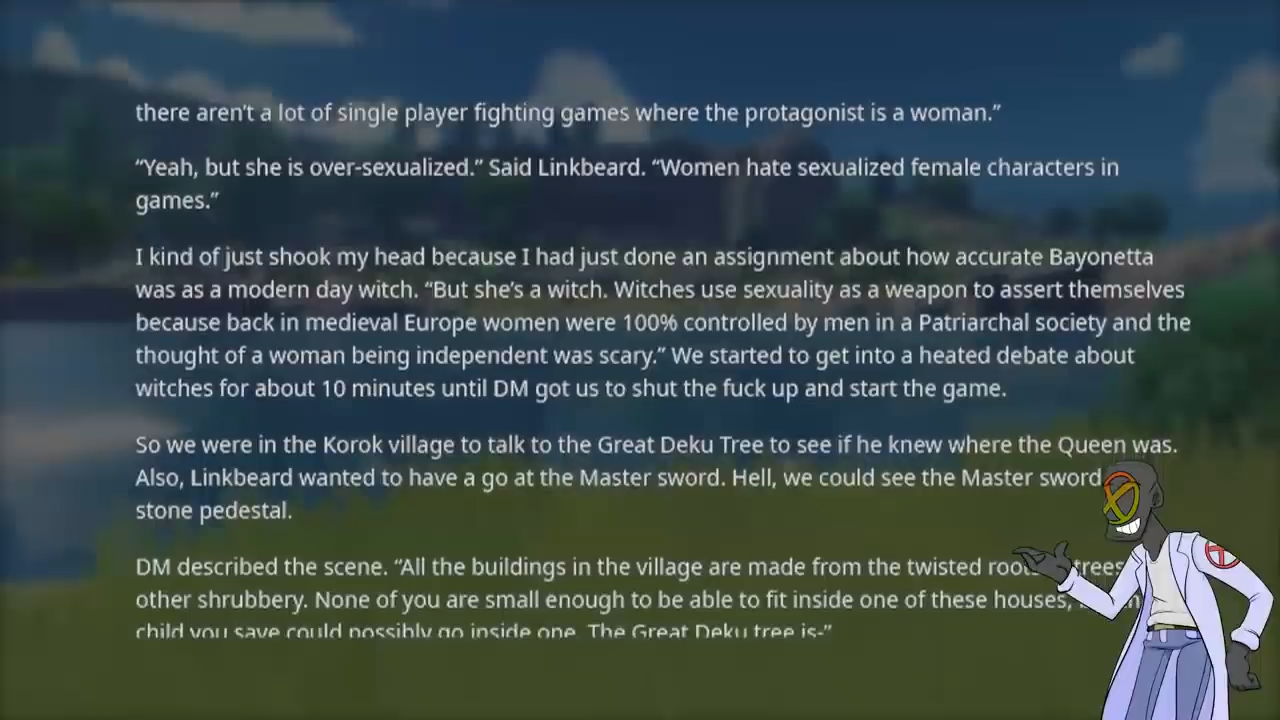 there aren’t a lot of single player fighting games where the protagonist is a woman.”
“Yeah, but she is over-sexualized.” Said Linkbeard. “Women hate sexualized female characters in
games.”
I kind of just shook my head because I had just done an assignment about how accurate Bayonetta
was as a modern day witch. “But she’s a witch. Witches use sexuality as a weapon to assert themselves
because back in medieval Europe women were 100% controlled by men in a Patriarchal society and the
thought of a woman being independent was scary.” We started to get into a heated debate about
witches for about 10 minutes until DM got us to shut the fuck up and start the game.
So we were in the Korok village to talk to the Great Deku Tree to see if he knew where the Queen was.
Also, Linkbeard wanted to have a go at the Master sword. Hell, we could see the Master sword
stone pedestal.
DM described the scene. “All the buildings in the village are made from the twisted roots trees
other shrubbery. None of you are small enough to be able to fit inside one of these houses,
child you save could possibly go inside one. The Great Deku tree is-”